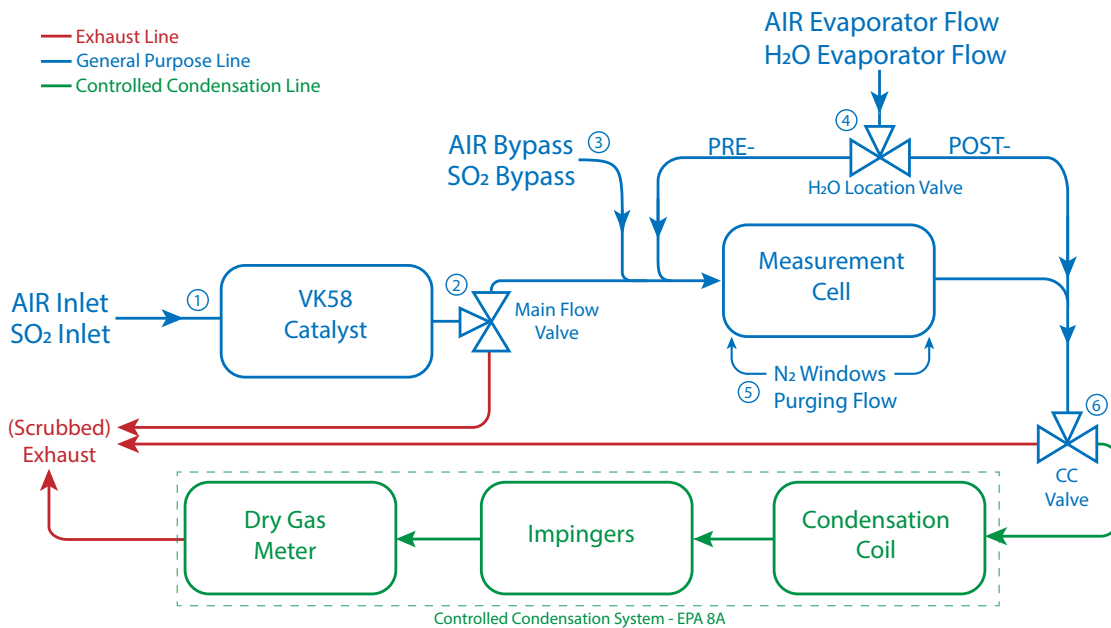 Exhaust Line
General Purpose Line
Controlled Condensation Line
AIR Evaporator Flow
H₂O Evaporator Flow
④
H₂O Location Valve
PRE-
POST-
AIR Bypass
SO₂ Bypass
③
AIR Inlet
SO₂ Inlet
①
VK58
Catalyst
②
Main Flow
Valve
Measurement
Cell
⑤
N₂ Windows
Purging Flow
⑥
CC
Valve
(Scrubbed)
Exhaust
Dry Gas
Meter
Impingers
Condensation
Coil
Controlled Condensation System - EPA 8A